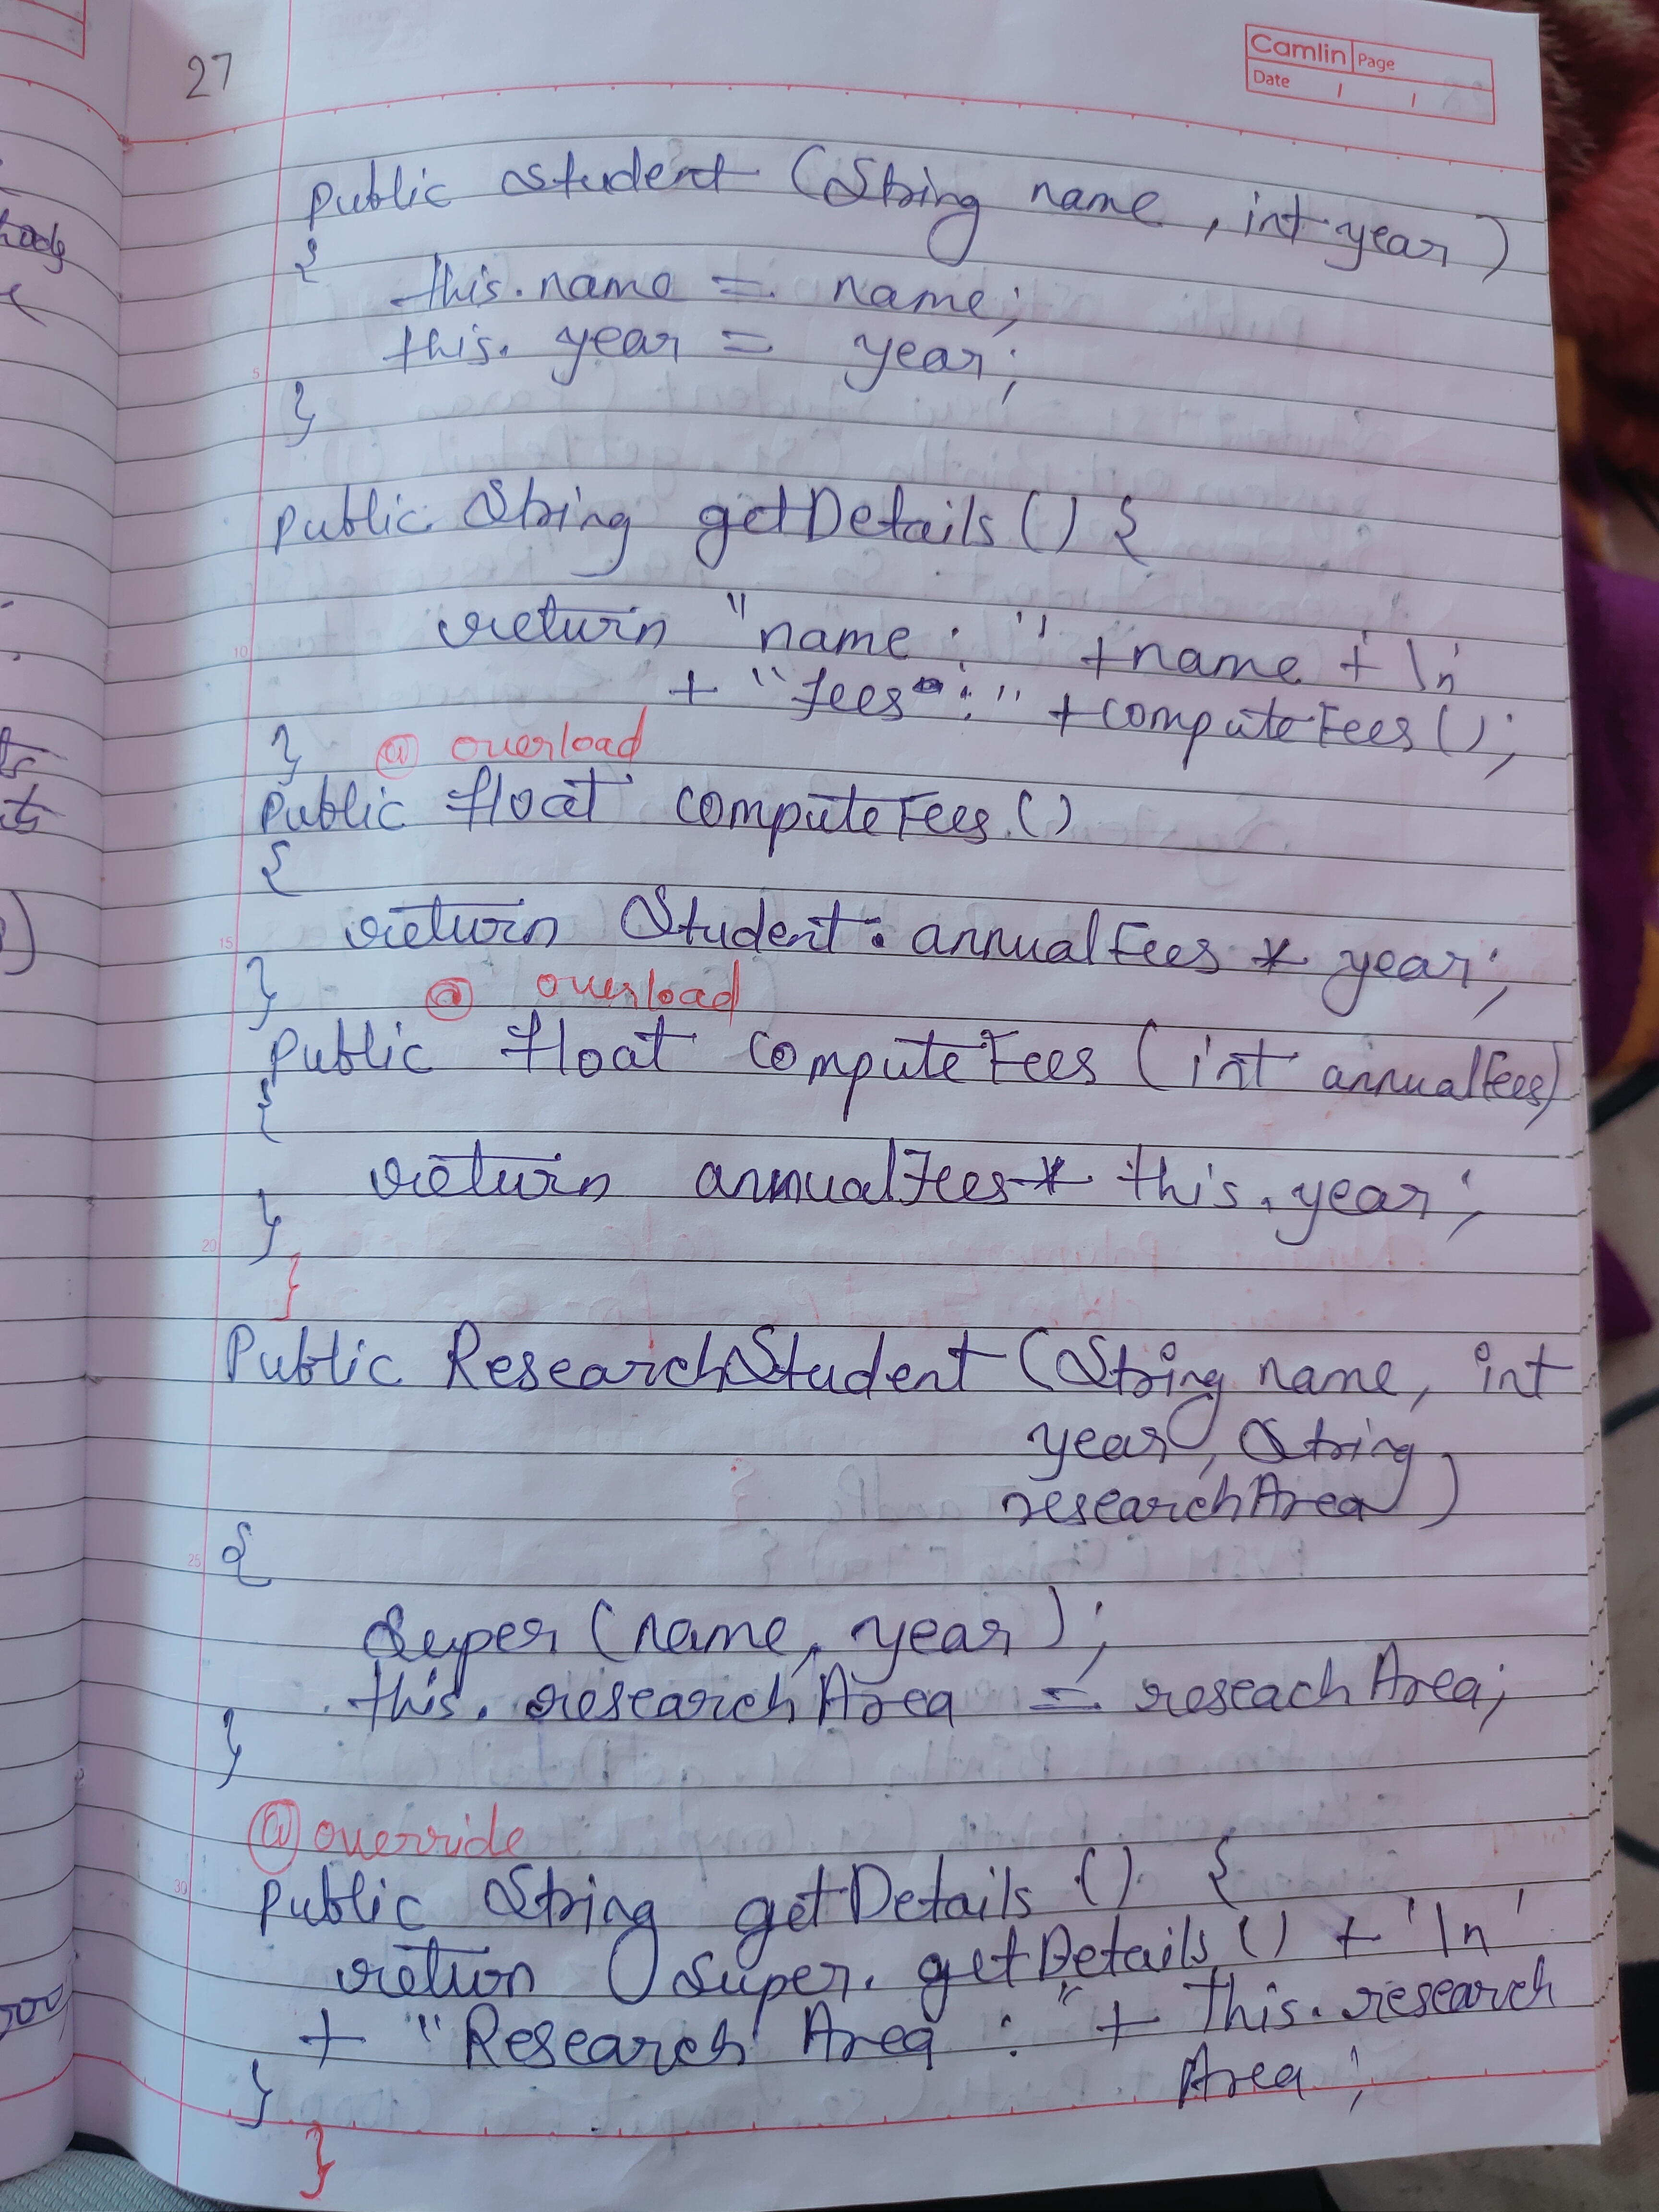 27
Camlin Page
Date / /
public student (String name, int year)
{
this.name = name;
this. year = year;
}
public String getDetails () {
return "name : " +name + \n
+ "fees : " + computeFees ();
}
@ overload
public float computeFees ()
{
return Student. annualFees * year;
}
@ overload
public float computeFees (int annualFees)
{
return annualFees * this. year;
}
}
Public ResearchStudent (String name, int
year, String
researchArea)
{
Super (name, year);
this. researchArea = reseachArea;
}
@override
public String getDetails () {
return super. getDetails () + '\n'
+ "Research Area : " + this. research
Area ;
}
}